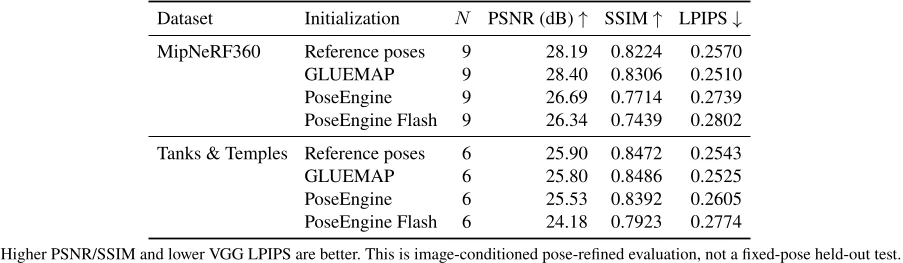 Dataset Initialization N PSNR (dB) ↑ SSIM ↑ LPIPS ↓
MipNeRF360 Reference poses 9 28.19 0.8224 0.2570
GLUEMAP 9 28.40 0.8306 0.2510
PoseEngine 9 26.69 0.7714 0.2739
PoseEngine Flash 9 26.34 0.7439 0.2802
Tanks & Temples Reference poses 6 25.90 0.8472 0.2543
GLUEMAP 6 25.80 0.8486 0.2525
PoseEngine 6 25.53 0.8392 0.2605
PoseEngine Flash 6 24.18 0.7923 0.2774
Higher PSNR/SSIM and lower VGG LPIPS are better. This is image-conditioned pose-refined evaluation, not a fixed-pose held-out test.